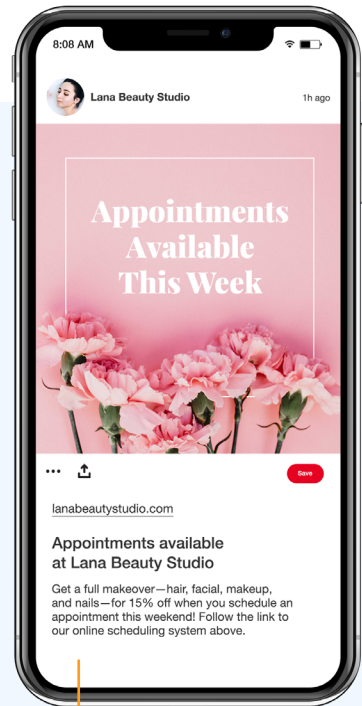 8:08 AM
Lana Beauty Studio
1h ago
Appointments
Available
This Week
Save
lanabeautystudio.com
Appointments available
at Lana Beauty Studio
Get a full makeover—hair, facial, makeup,
and nails—for 15% off when you schedule an
appointment this weekend! Follow the link to
our online scheduling system above.